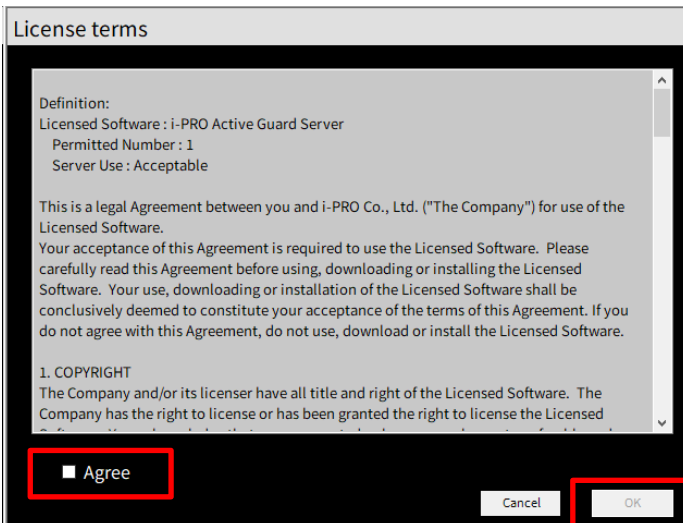 License terms
Definition:
Licensed Software : i-PRO Active Guard Server
Permitted Number : 1
Server Use : Acceptable
This is a legal Agreement between you and i-PRO Co., Ltd. ("The Company") for use of the
Licensed Software.
Your acceptance of this Agreement is required to use the Licensed Software.  Please
carefully read this Agreement before using, downloading or installing the Licensed
Software.  Your use, downloading or installation of the Licensed Software shall be
conclusively deemed to constitute your acceptance of the terms of this Agreement. If you
do not agree with this Agreement, do not use, download or install the Licensed Software.
1. COPYRIGHT
The Company and/or its licenser have all title and right of the Licensed Software.  The
Company has the right to license or has been granted the right to license the Licensed
Agree
Cancel
OK